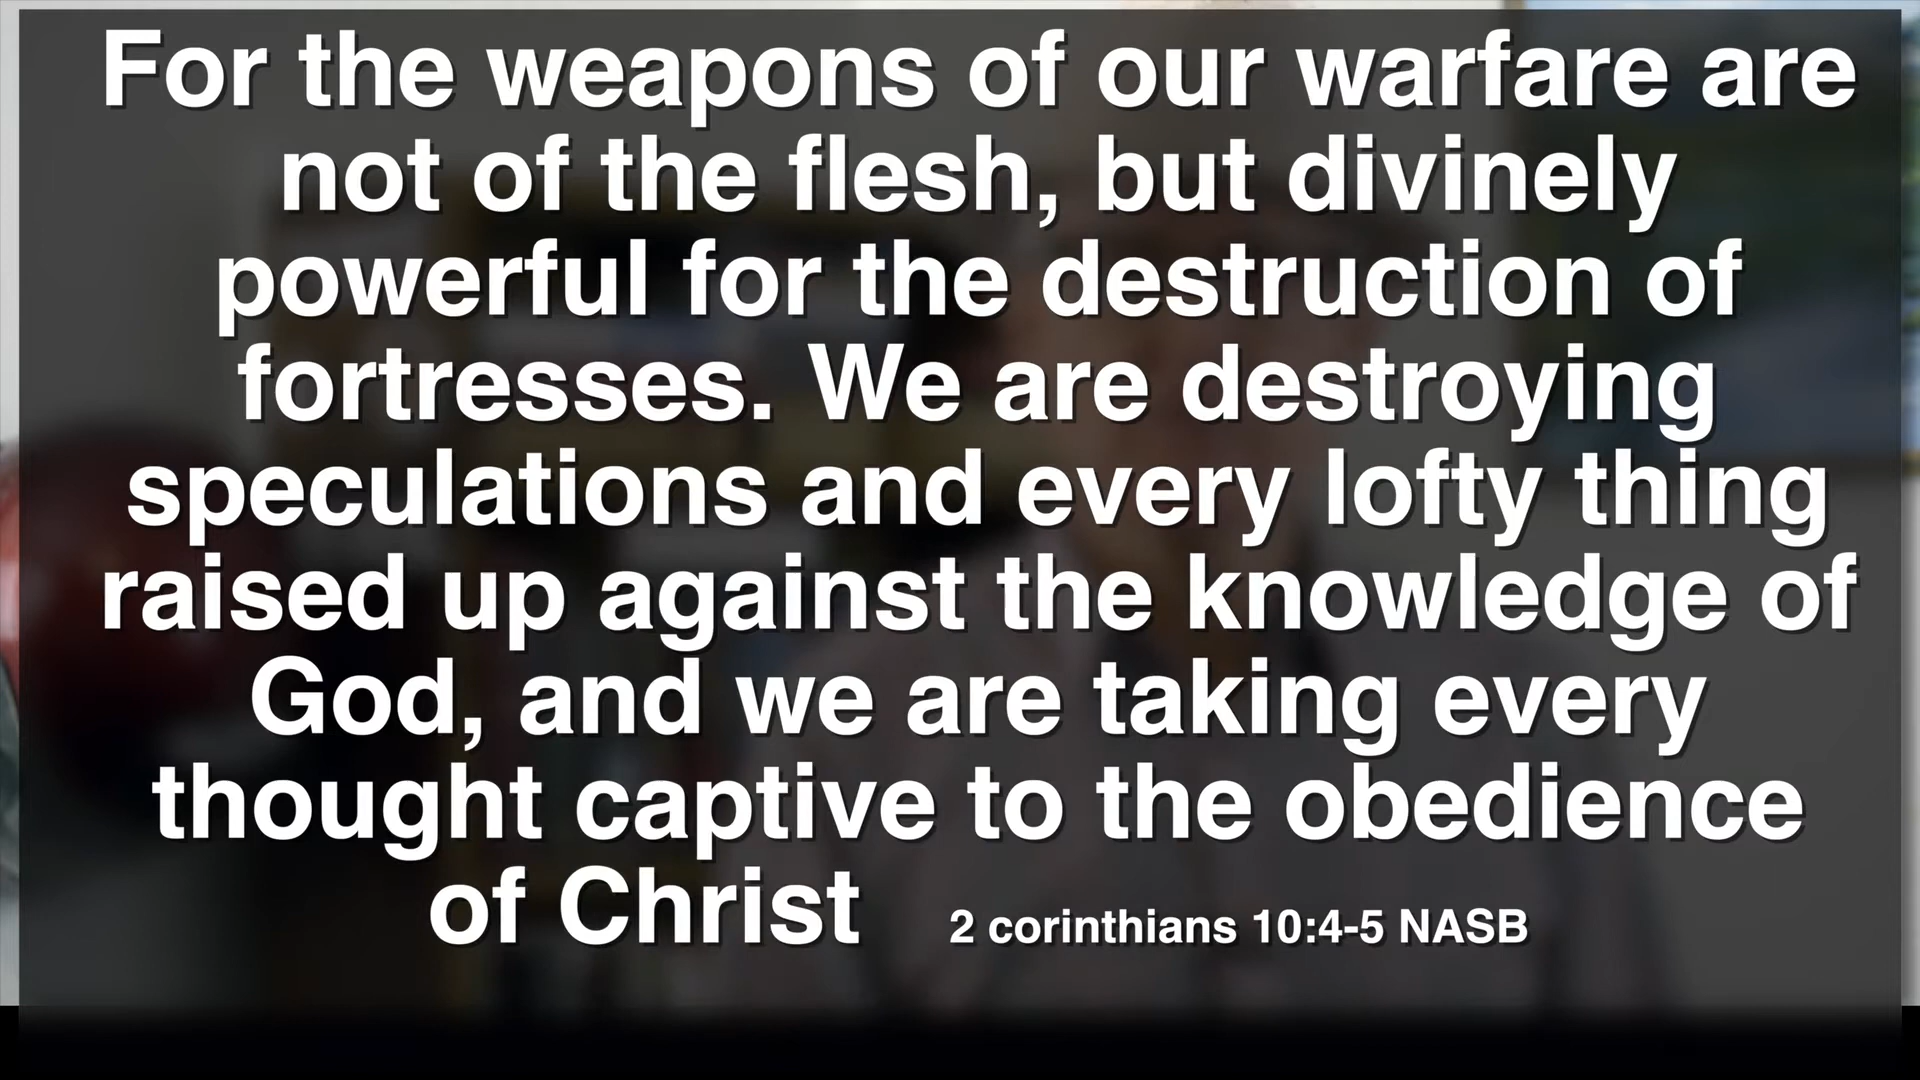 For the weapons of our warfare are
not of the flesh, but divinely
powerful for the destruction of
fortresses. We are destroying
speculations and every lofty thing
raised up against the knowledge of
God, and we are taking every
thought captive to the obedience
of Christ 2 corinthians 10:4-5 NASB